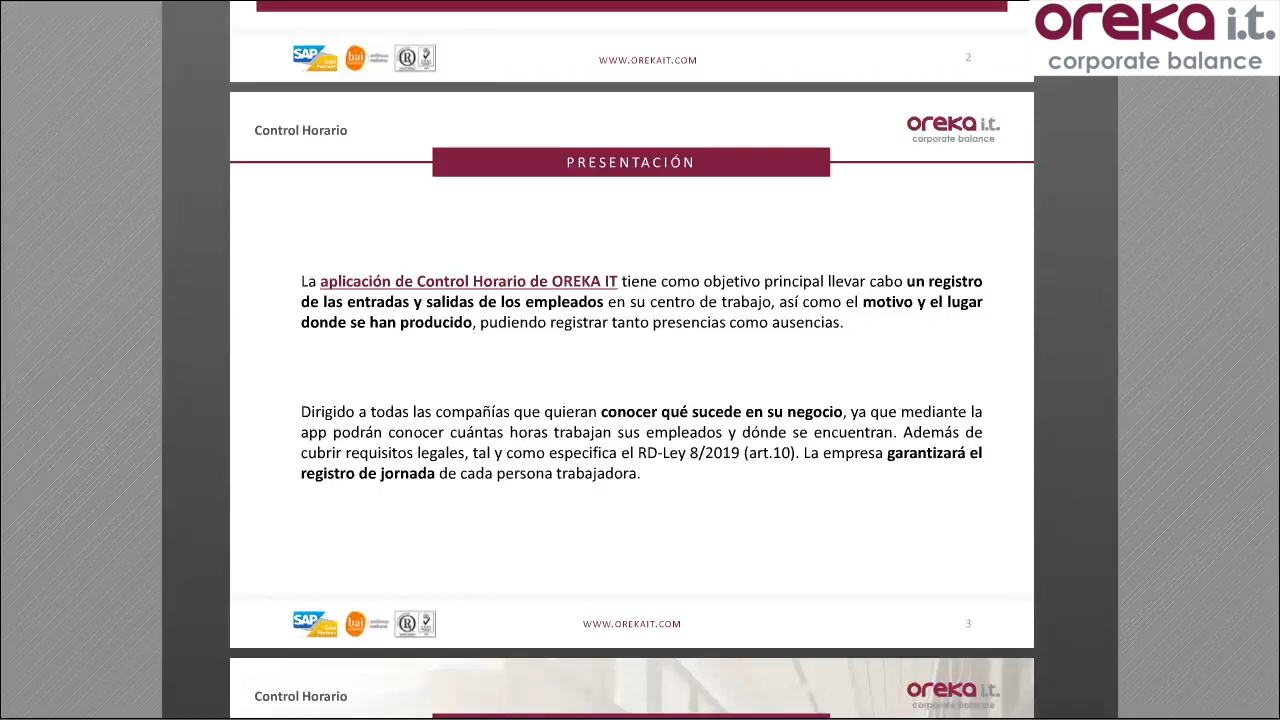 oreka i.t.
corporate balance
SAP
bai
WWW.OREKAIT.COM
2
Control Horario
oreka i.t.
corporate balance
PRESENTACIÓN
La aplicación de Control Horario de OREKA IT tiene como objetivo principal llevar cabo un registro
de las entradas y salidas de los empleados en su centro de trabajo, así como el motivo y el lugar
donde se han producido, pudiendo registrar tanto presencias como ausencias.
Dirigido a todas las compañías que quieran conocer qué sucede en su negocio, ya que mediante la
app podrán conocer cuántas horas trabajan sus empleados y dónde se encuentran. Además de
cubrir requisitos legales, tal y como especifica el RD-Ley 8/2019 (art.10). La empresa garantizará el
registro de jornada de cada persona trabajadora.
SAP
bai
WWW.OREKAIT.COM
3
Control Horario
oreka i.t.
corporate balance